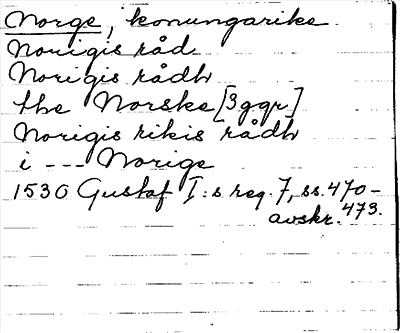 Norge, konungarike.
Norigis råd
Norigis rådh
the Norske [3ggr]
Norigis rikis rådh
i --- Norige
1530 Gustaf I:s reg. 7, ss. 470-
avskr. 473.